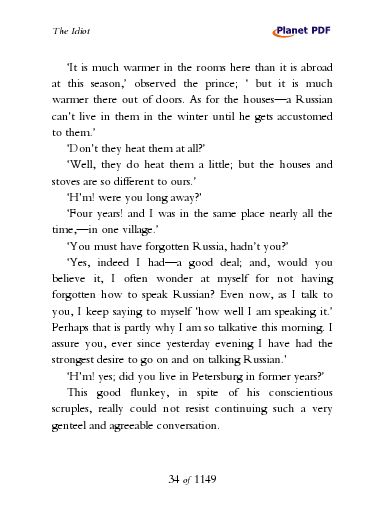 The Idiot
Planet PDF
‘It is much warmer in the rooms here than it is abroad
at this season,’ observed the prince; ‘ but it is much
warmer there out of doors. As for the houses—a Russian
can’t live in them in the winter until he gets accustomed
to them.’
‘Don’t they heat them at all?’
‘Well, they do heat them a little; but the houses and
stoves are so different to ours.’
‘H’m! were you long away?’
‘Four years! and I was in the same place nearly all the
time,—in one village.’
‘You must have forgotten Russia, hadn’t you?’
‘Yes, indeed I had—a good deal; and, would you
believe it, I often wonder at myself for not having
forgotten how to speak Russian? Even now, as I talk to
you, I keep saying to myself ‘how well I am speaking it.’
Perhaps that is partly why I am so talkative this morning. I
assure you, ever since yesterday evening I have had the
strongest desire to go on and on talking Russian.’
‘H’m! yes; did you live in Petersburg in former years?’
This good flunkey, in spite of his conscientious
scruples, really could not resist continuing such a very
genteel and agreeable conversation.
34 of 1149